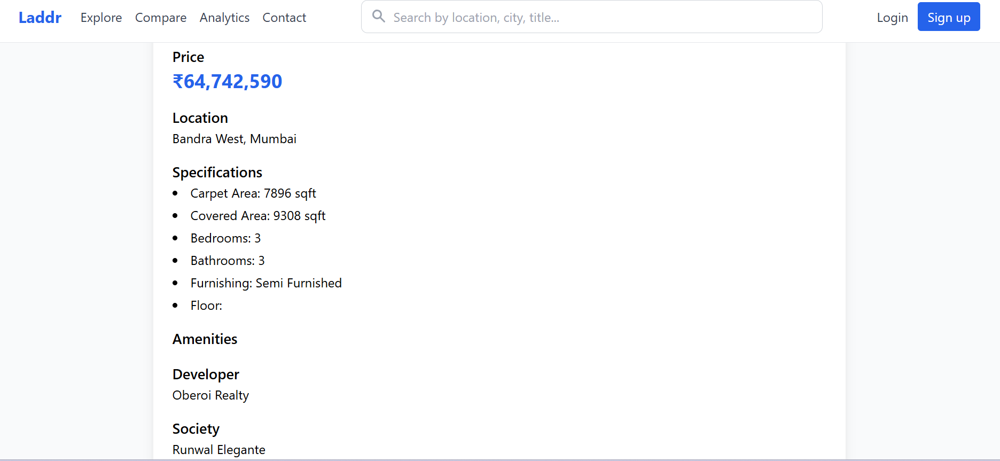 Laddr Explore Compare Analytics Contact Search by location, city, title... Login Sign up
Price
₹64,742,590
Location
Bandra West, Mumbai
Specifications
• Carpet Area: 7896 sqft
• Covered Area: 9308 sqft
• Bedrooms: 3
• Bathrooms: 3
• Furnishing: Semi Furnished
• Floor:
Amenities
Developer
Oberoi Realty
Society
Runwal Elegante